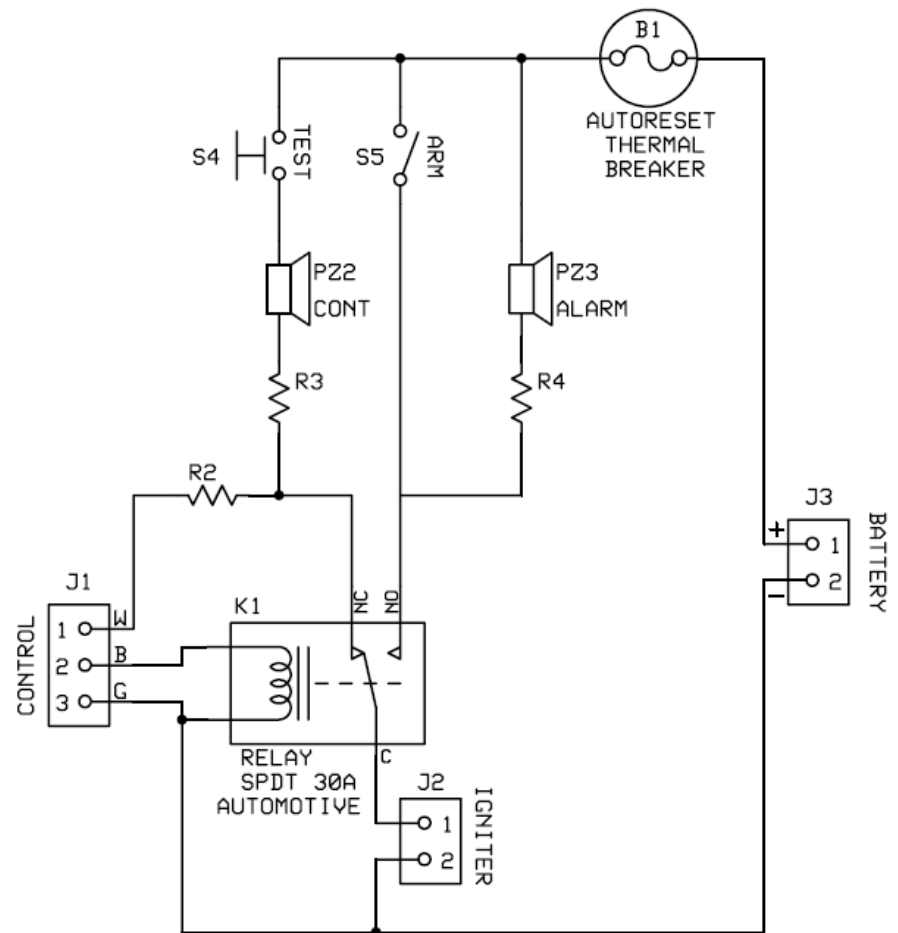 B1
AUTORESET
THERMAL
BREAKER
S4
TEST
S5
ARM
PZ2
CONT
PZ3
ALARM
R3
R4
R2
J3
BATTERY
+
1
2
−
J1
CONTROL
1
W
2
B
3
G
K1
NC
NO
C
RELAY
SPDT 30A
AUTOMOTIVE
J2
IGNITER
1
2